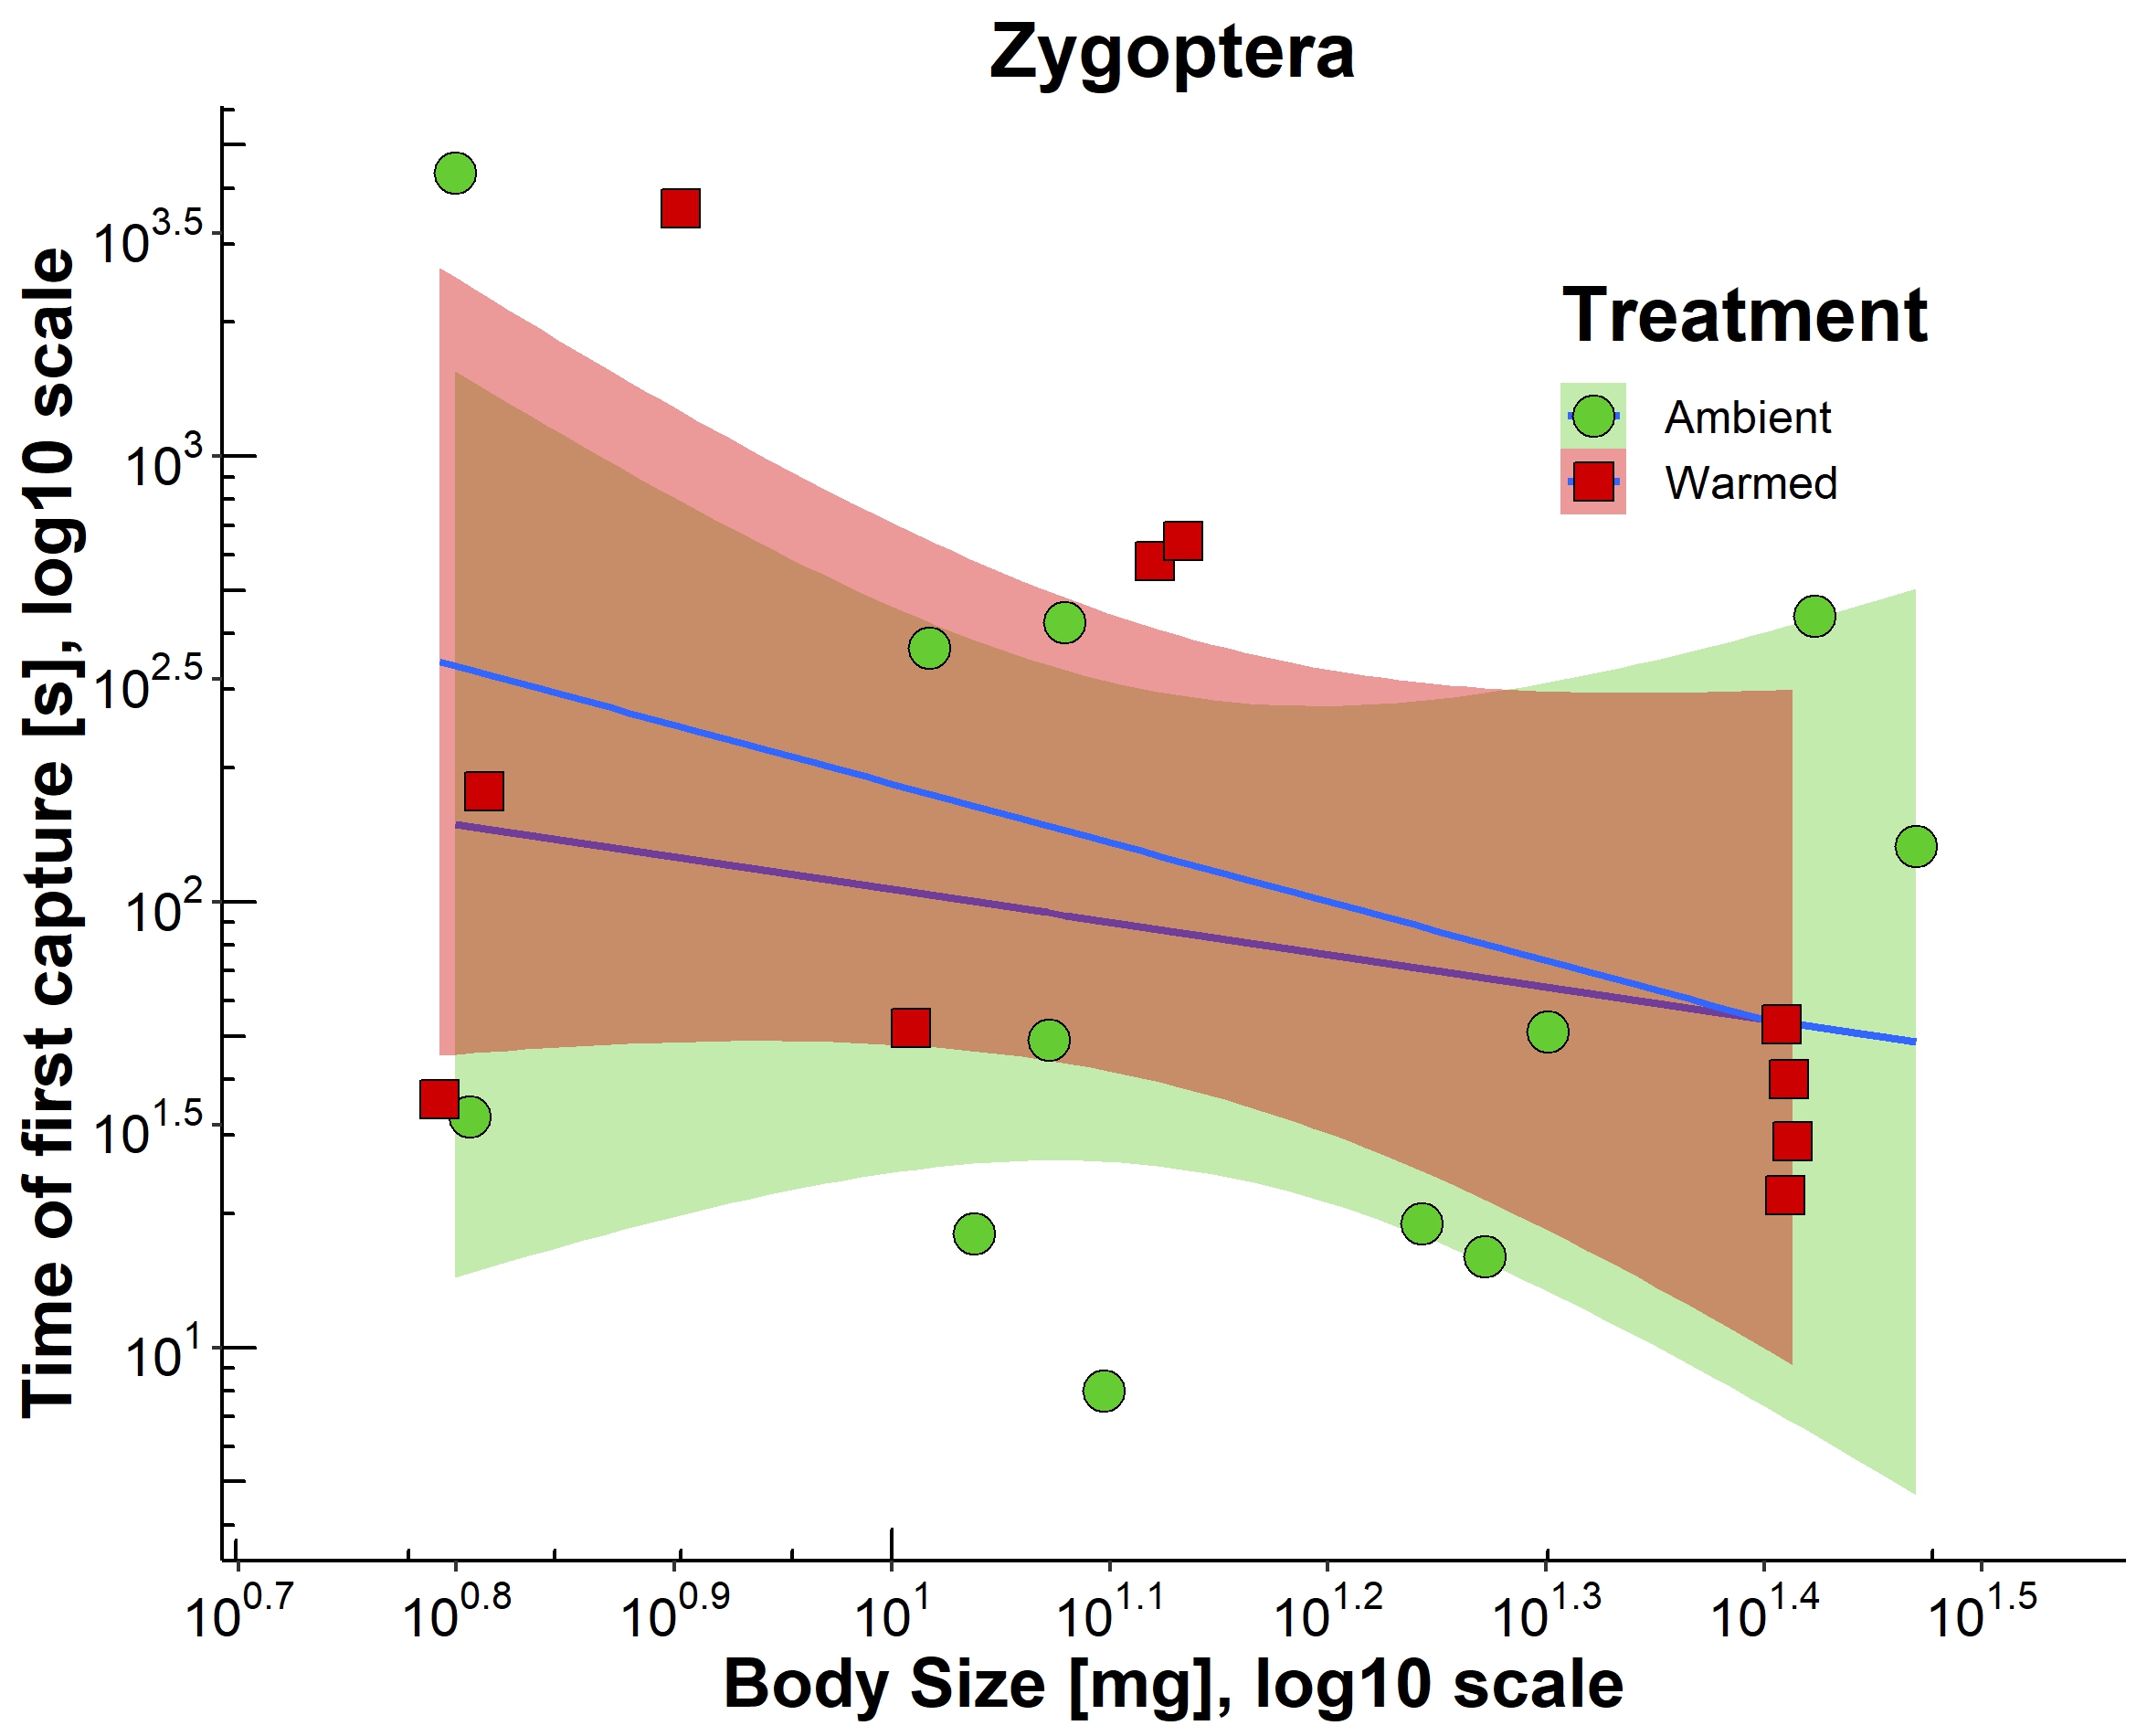 Zygoptera
Time of first capture [s], log10 scale
10^3.5
10^3
10^2.5
10^2
10^1.5
10^1
Treatment
Ambient
Warmed
10^0.7 10^0.8 10^0.9 10^1 10^1.1 10^1.2 10^1.3 10^1.4 10^1.5
Body Size [mg], log10 scale